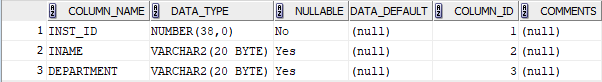 COLUMN_NAME DATA_TYPE NULLABLE DATA_DEFAULT COLUMN_ID COMMENTS
1 INST_ID NUMBER(38,0) No (null) 1 (null)
2 INAME VARCHAR2(20 BYTE) Yes (null) 2 (null)
3 DEPARTMENT VARCHAR2(20 BYTE) Yes (null) 3 (null)